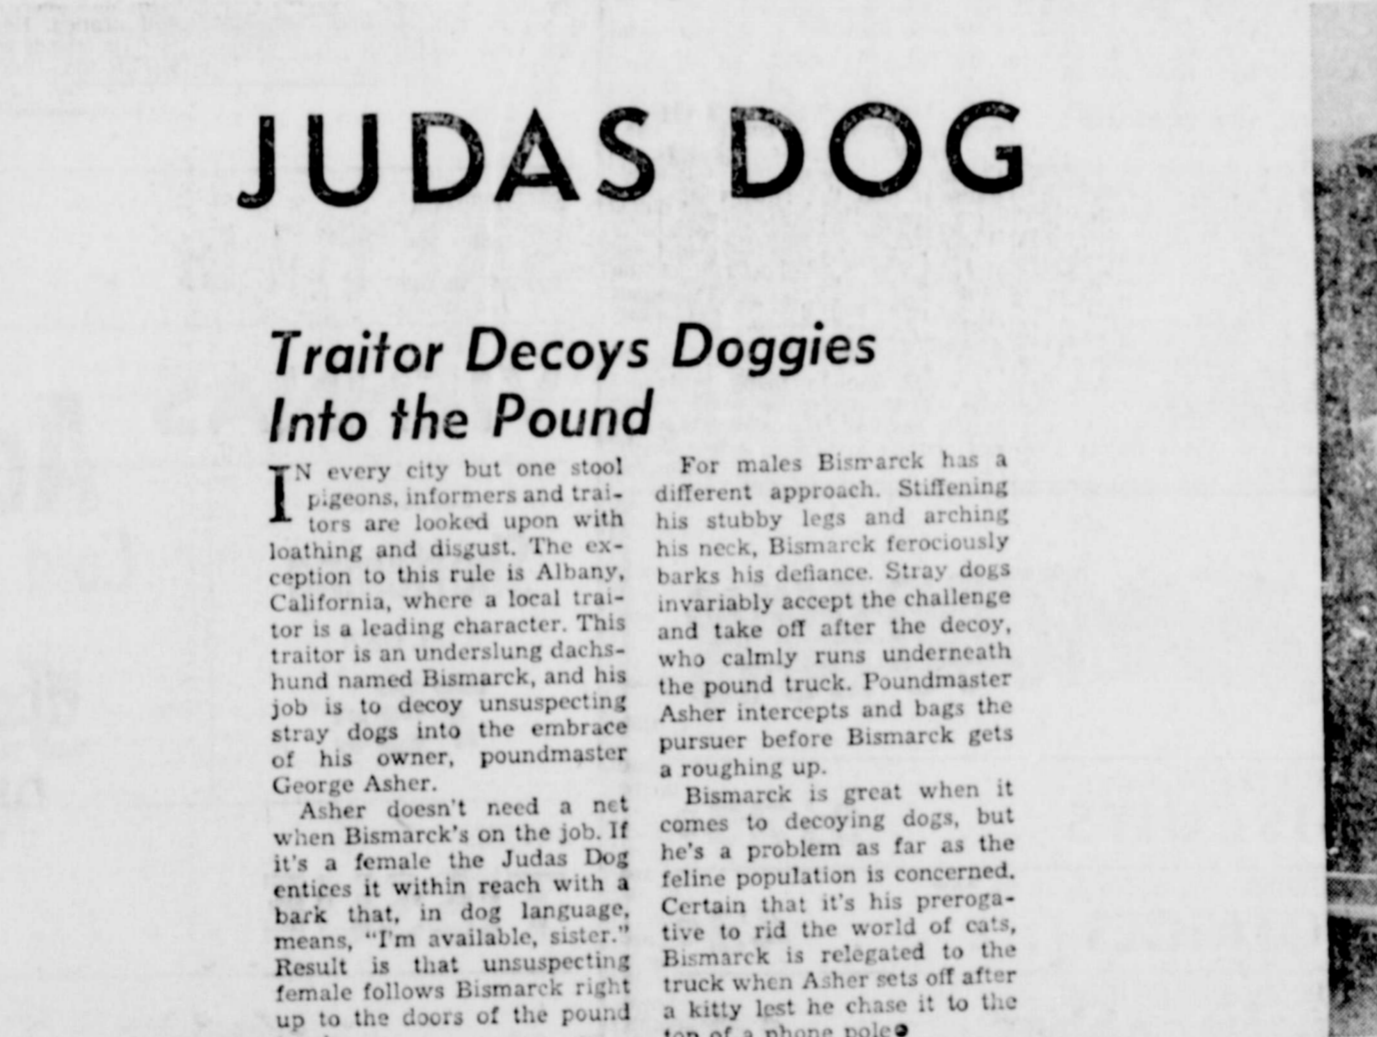 JUDAS DOG
Traitor Decoys Doggies
Into the Pound
IN every city but one stool
pigeons, informers and trai-
tors are looked upon with
loathing and disgust. The ex-
ception to this rule is Albany,
California, where a local trai-
tor is a leading character. This
traitor is an underslung dachs-
hund named Bismarck, and his
job is to decoy unsuspecting
stray dogs into the embrace
of his owner, poundmaster
George Asher.
Asher doesn't need a net
when Bismarck's on the job. If
it's a female the Judas Dog
entices it within reach with a
bark that, in dog language,
means, "I'm available, sister."
Result is that unsuspecting
female follows Bismarck right
up to the doors of the pound
For males Bismarck has a
different approach. Stiffening
his stubby legs and arching
his neck, Bismarck ferociously
barks his defiance. Stray dogs
invariably accept the challenge
and take off after the decoy,
who calmly runs underneath
the pound truck. Poundmaster
Asher intercepts and bags the
pursuer before Bismarck gets
a roughing up.
Bismarck is great when it
comes to decoying dogs, but
he's a problem as far as the
feline population is concerned.
Certain that it's his preroga-
tive to rid the world of cats,
Bismarck is relegated to the
truck when Asher sets off after
a kitty lest he chase it to the
top of a phone pole